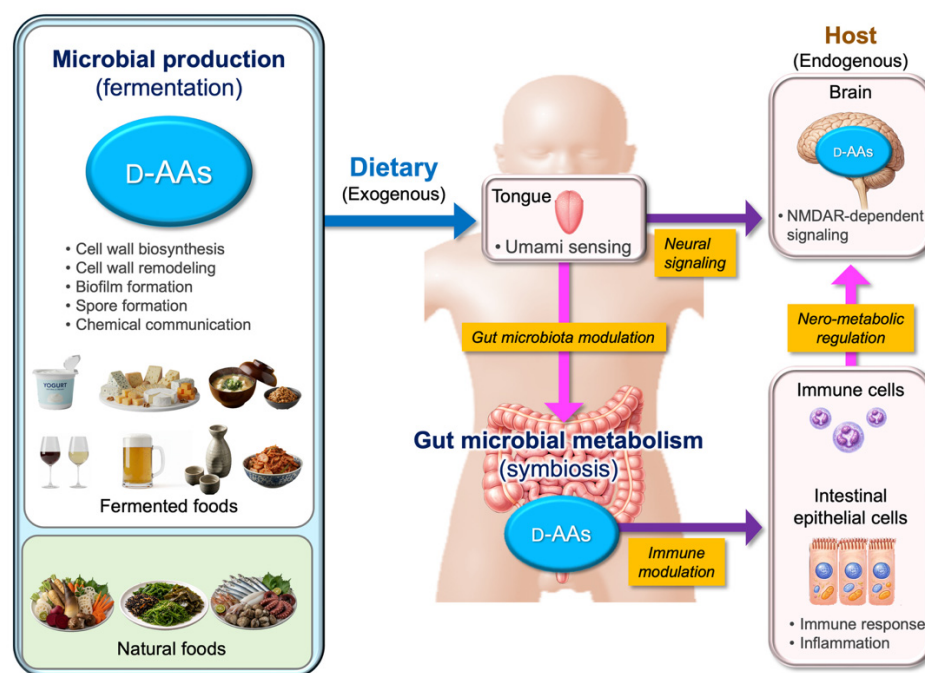 Microbial production
(fermentation)
D-AAs
• Cell wall biosynthesis
• Cell wall remodeling
• Biofilm formation
• Spore formation
• Chemical communication
YOGURT
Fermented foods
Natural foods
Dietary
(Exogenous)
Tongue
• Umami sensing
Neural
signaling
Gut microbiota modulation
Gut microbial metabolism
(symbiosis)
D-AAs
Immune
modulation
Host
(Endogenous)
Brain
D-AAs
• NMDAR-dependent
signaling
Nero-metabolic
regulation
Immune cells
Intestinal
epithelial cells
• Immune response
• Inflammation